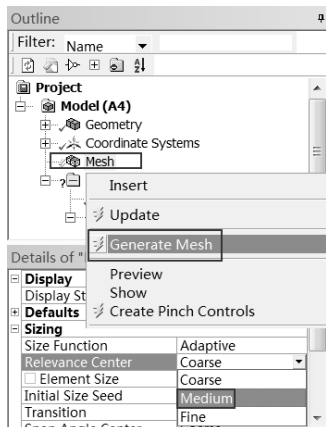 Outline
Filter: Name
Project
Model (A4)
Geometry
Coordinate Systems
Mesh
?
Insert
Update
Generate Mesh
Preview
Show
Create Pinch Controls
Details of "
Display
Display St
Defaults
Sizing
Size Function Adaptive
Relevance Center Coarse
Element Size Coarse
Initial Size Seed Medium
Transition Fine